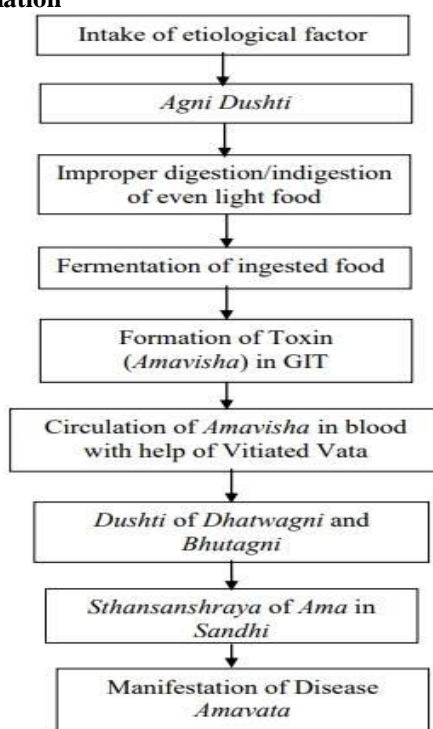 Intake of etiological factor
Agni Dushti
Improper digestion/indigestion
of even light food
Fermentation of ingested food
Formation of Toxin
(Amavisha) in GIT
Circulation of Amavisha in blood
with help of Vitiated Vata
Dushti of Dhatwagni and
Bhutagni
Sthansanshraya of Ama in
Sandhi
Manifestation of Disease
Amavata